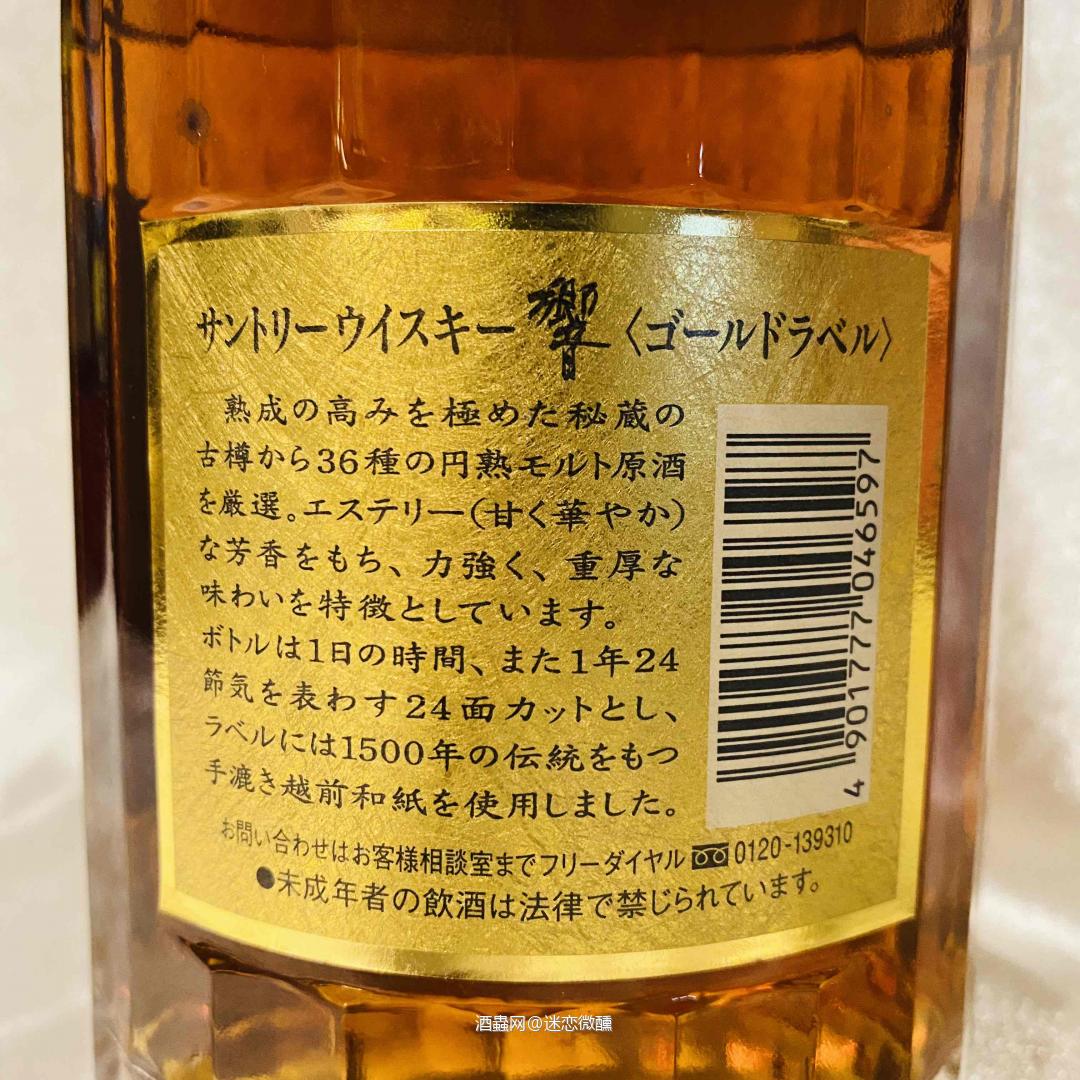 サントリーウイスキー 響 〈ゴールドラベル〉
熟成の高みを極めた秘蔵の
古樽から36種の円熟モルト原酒
を厳選。エステリー(甘く華やか)
な芳香をもち、力強く、重厚な
味わいを特徴としています。
ボトルは1日の時間、また1年24
節気を表わす24面カットとし、
ラベルには1500年の伝統をもつ
手漉き越前和紙を使用しました。
4 901777 046597
お問い合わせはお客様相談室までフリーダイヤル 0120-139310
●未成年者の飲酒は法律で禁じられています。
酒蟲网@迷恋微醺